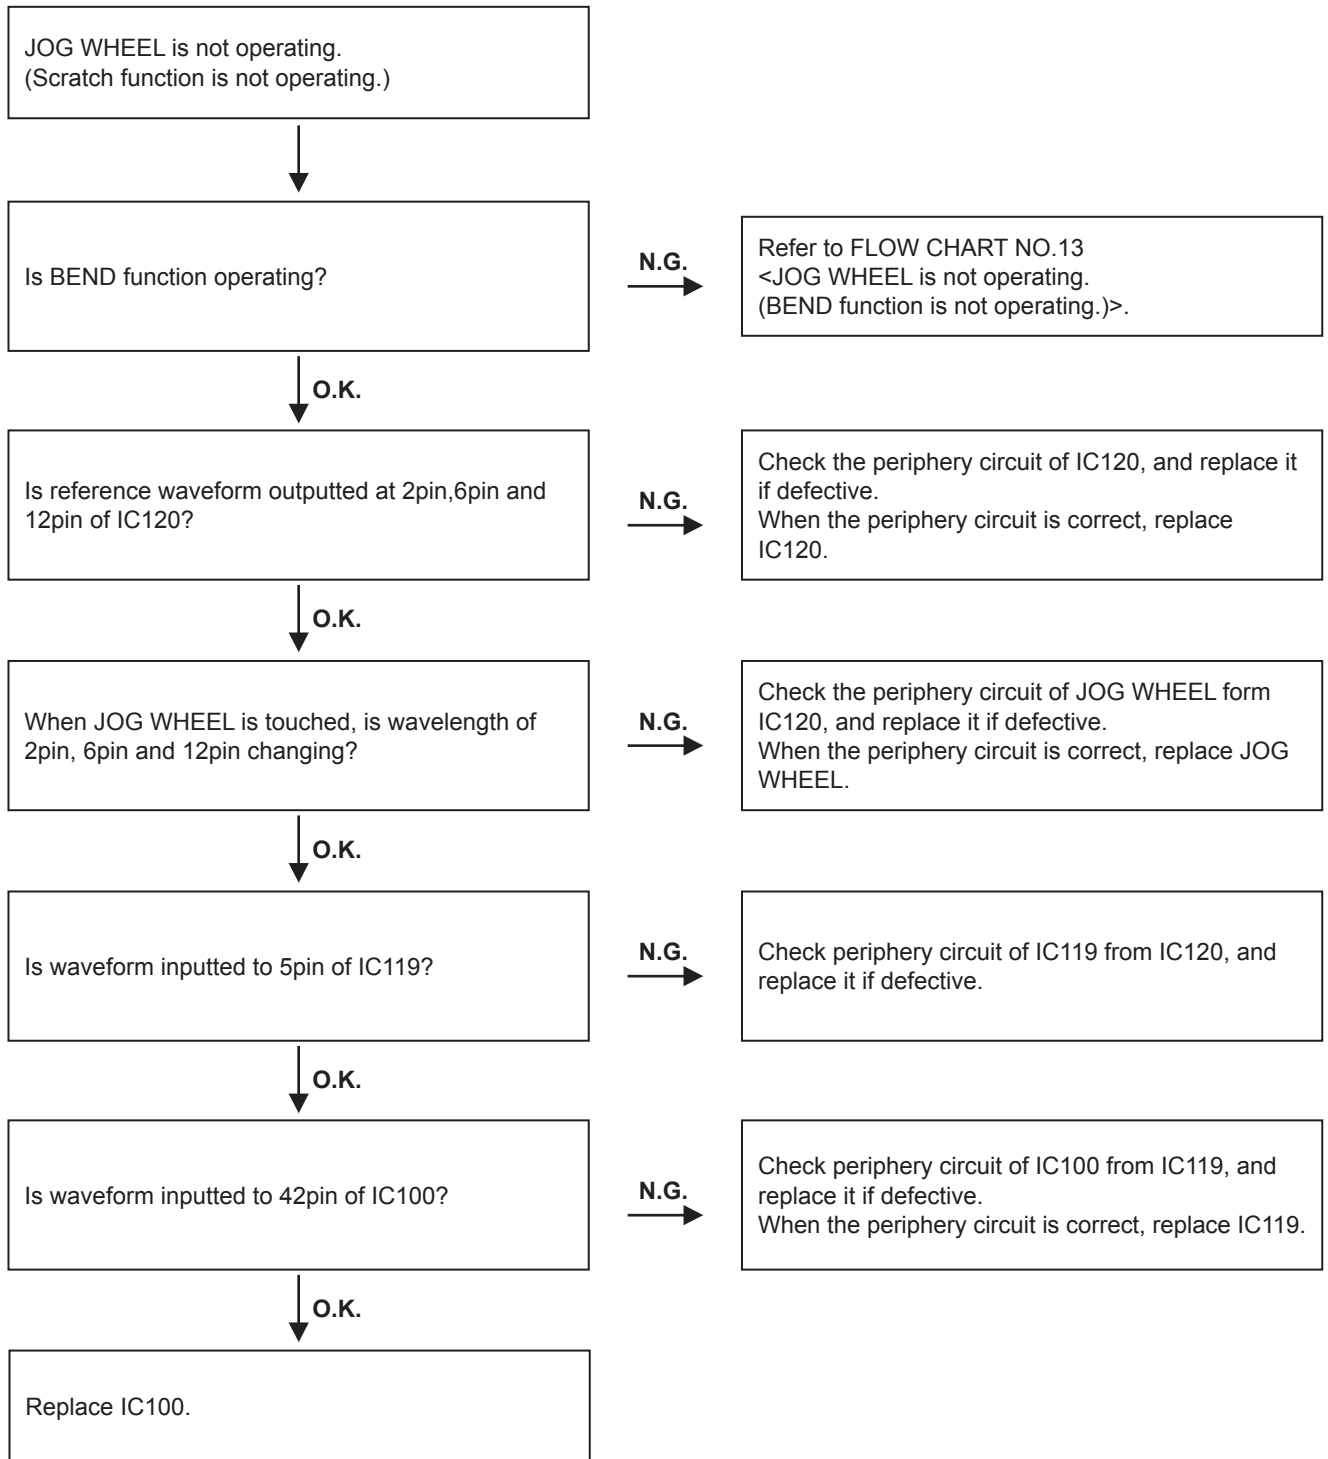 JOG WHEEL is not operating.
(Scratch function is not operating.)
Is BEND function operating?
N.G.
Refer to FLOW CHART NO.13
<JOG WHEEL is not operating.
(BEND function is not operating.)>.
O.K.
Is reference waveform outputted at 2pin,6pin and
12pin of IC120?
N.G.
Check the periphery circuit of IC120, and replace it
if defective.
When the periphery circuit is correct, replace
IC120.
O.K.
When JOG WHEEL is touched, is wavelength of
2pin, 6pin and 12pin changing?
N.G.
Check the periphery circuit of JOG WHEEL form
IC120, and replace it if defective.
When the periphery circuit is correct, replace JOG
WHEEL.
O.K.
Is waveform inputted to 5pin of IC119?
N.G.
Check periphery circuit of IC119 from IC120, and
replace it if defective.
O.K.
Is waveform inputted to 42pin of IC100?
N.G.
Check periphery circuit of IC100 from IC119, and
replace it if defective.
When the periphery circuit is correct, replace IC119.
O.K.
Replace IC100.